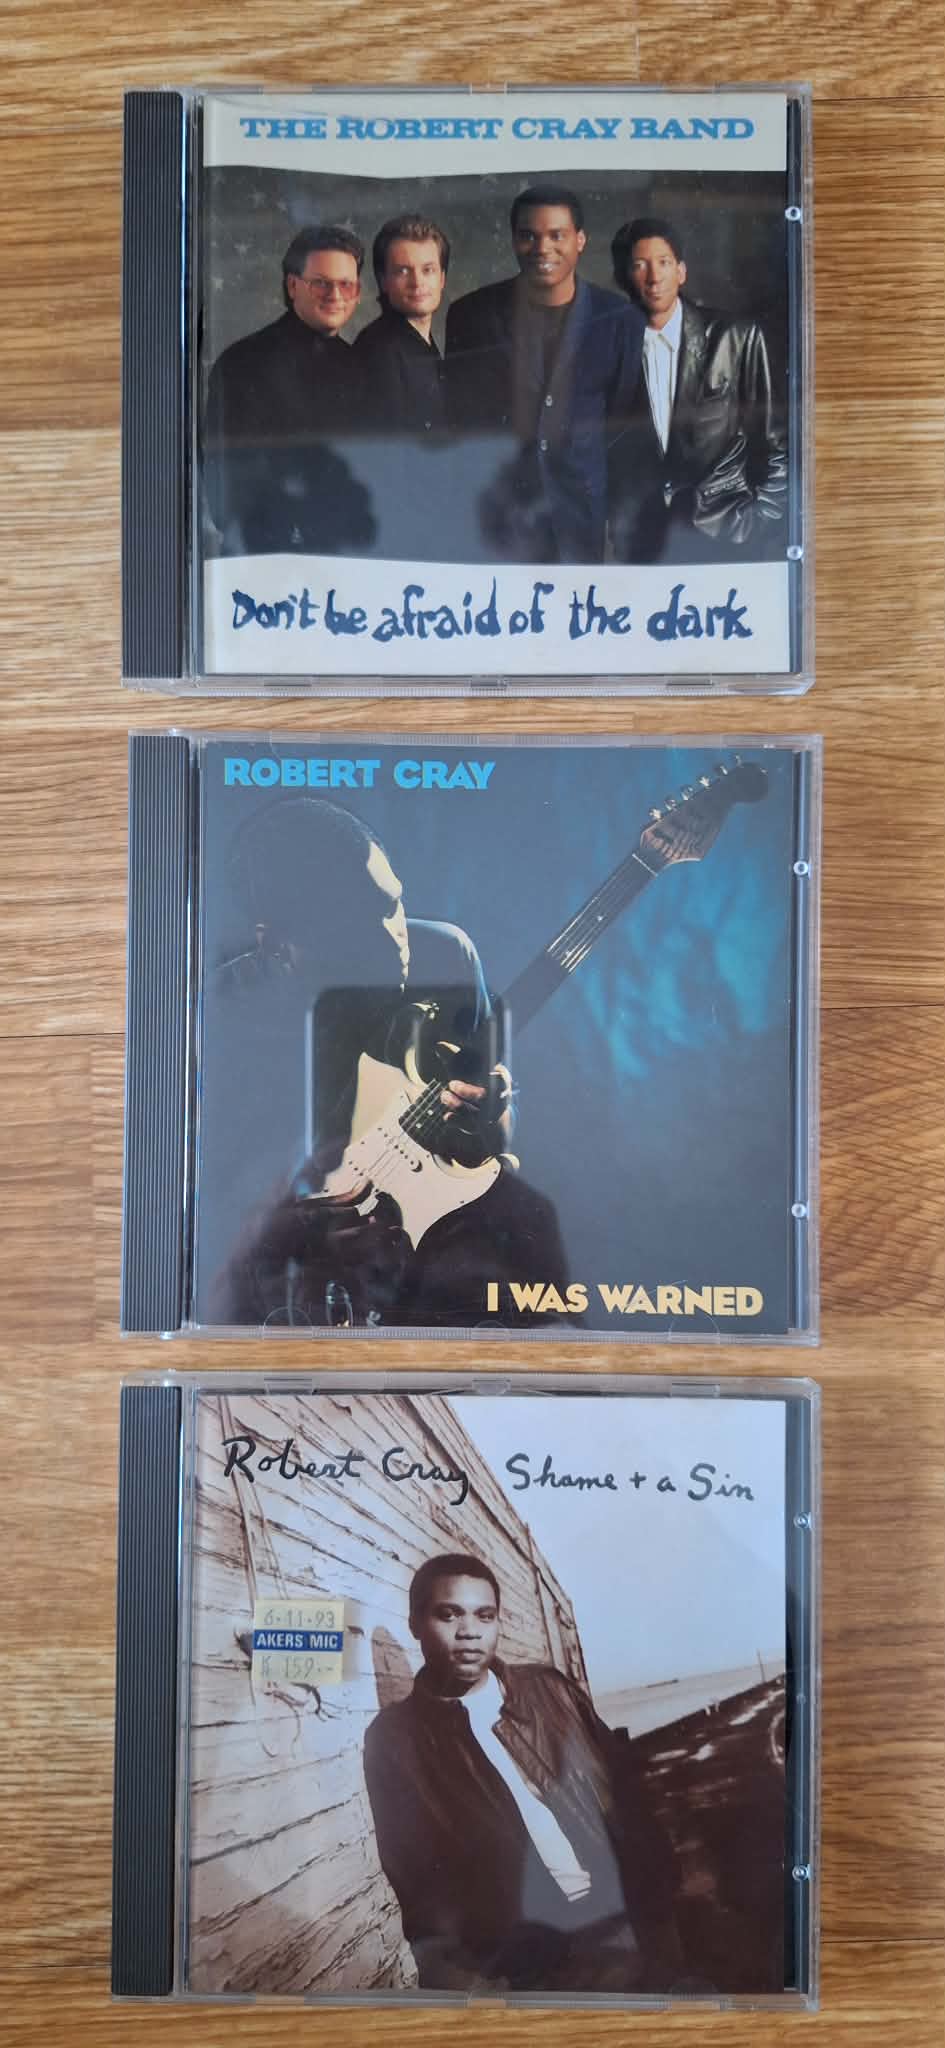 THE ROBERT CRAY BAND
Don't be afraid of the dark
ROBERT CRAY
I WAS WARNED
Robert Cray Shame + a Sin
6.11.93
AKERS MIC
K 159.-